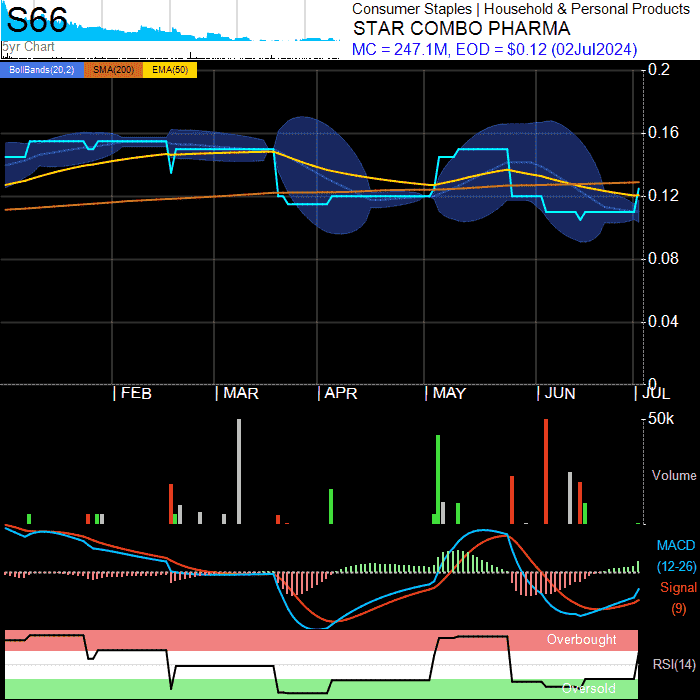 S66
5yr Chart
Consumer Staples | Household & Personal Products
STAR COMBO PHARMA
MC = 247.1M, EOD = $0.12 (02Jul2024)
BollBands(20,2) SMA(200) EMA(50)
0.2
0.16
0.12
0.08
0.04
0
| FEB | MAR | APR | MAY | JUN | JUL
50k
Volume
MACD
(12-26)
Signal
(9)
Overbought
RSI(14)
Oversold